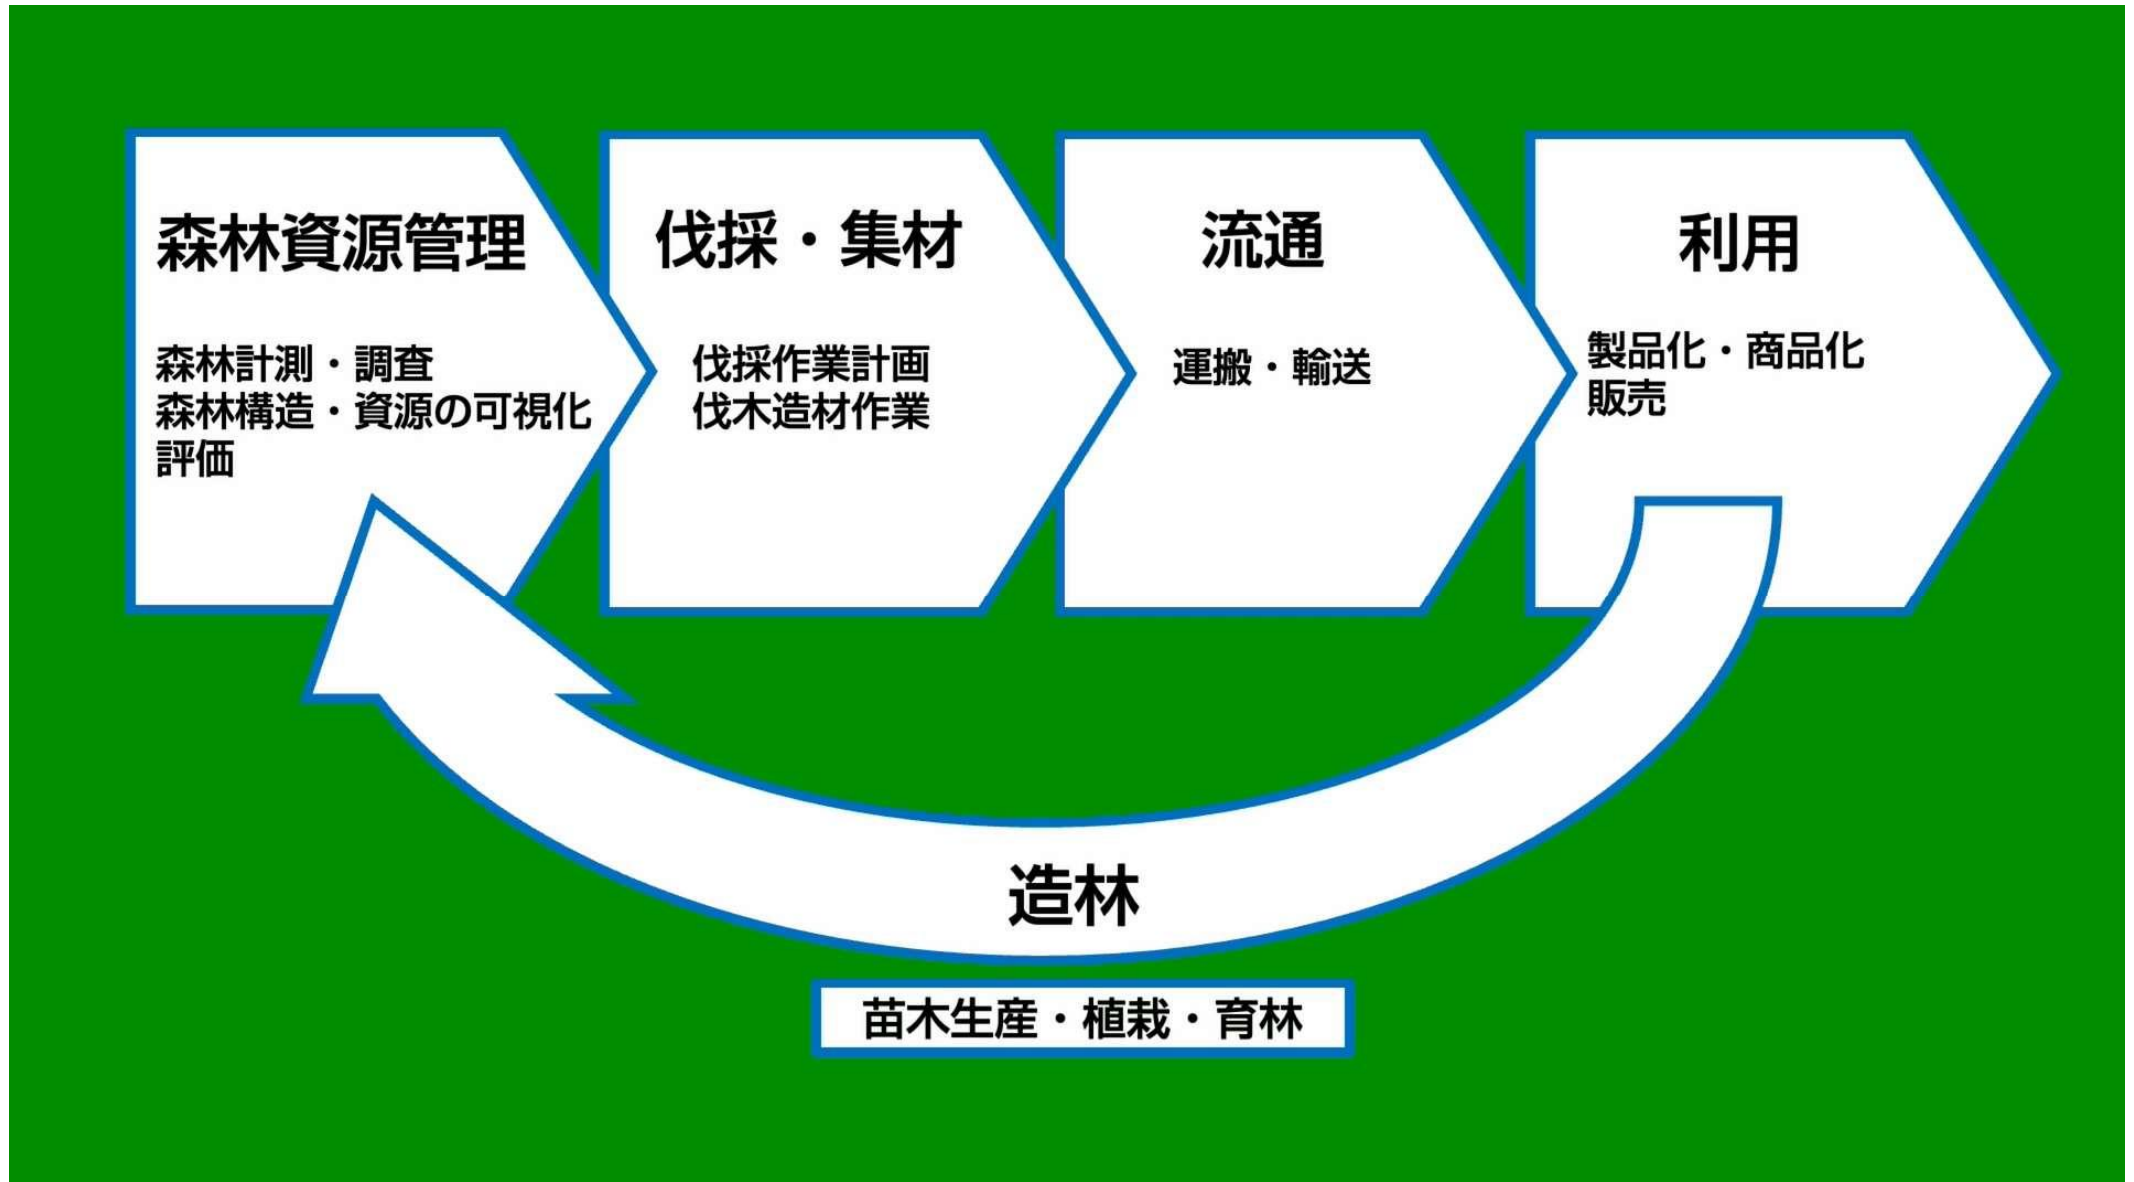 森林資源管理
森林計測・調査
森林構造・資源の可視化
評価
伐採・集材
伐採作業計画
伐木造材作業
流通
運搬・輸送
利用
製品化・商品化
販売
造林
苗木生産・植栽・育林